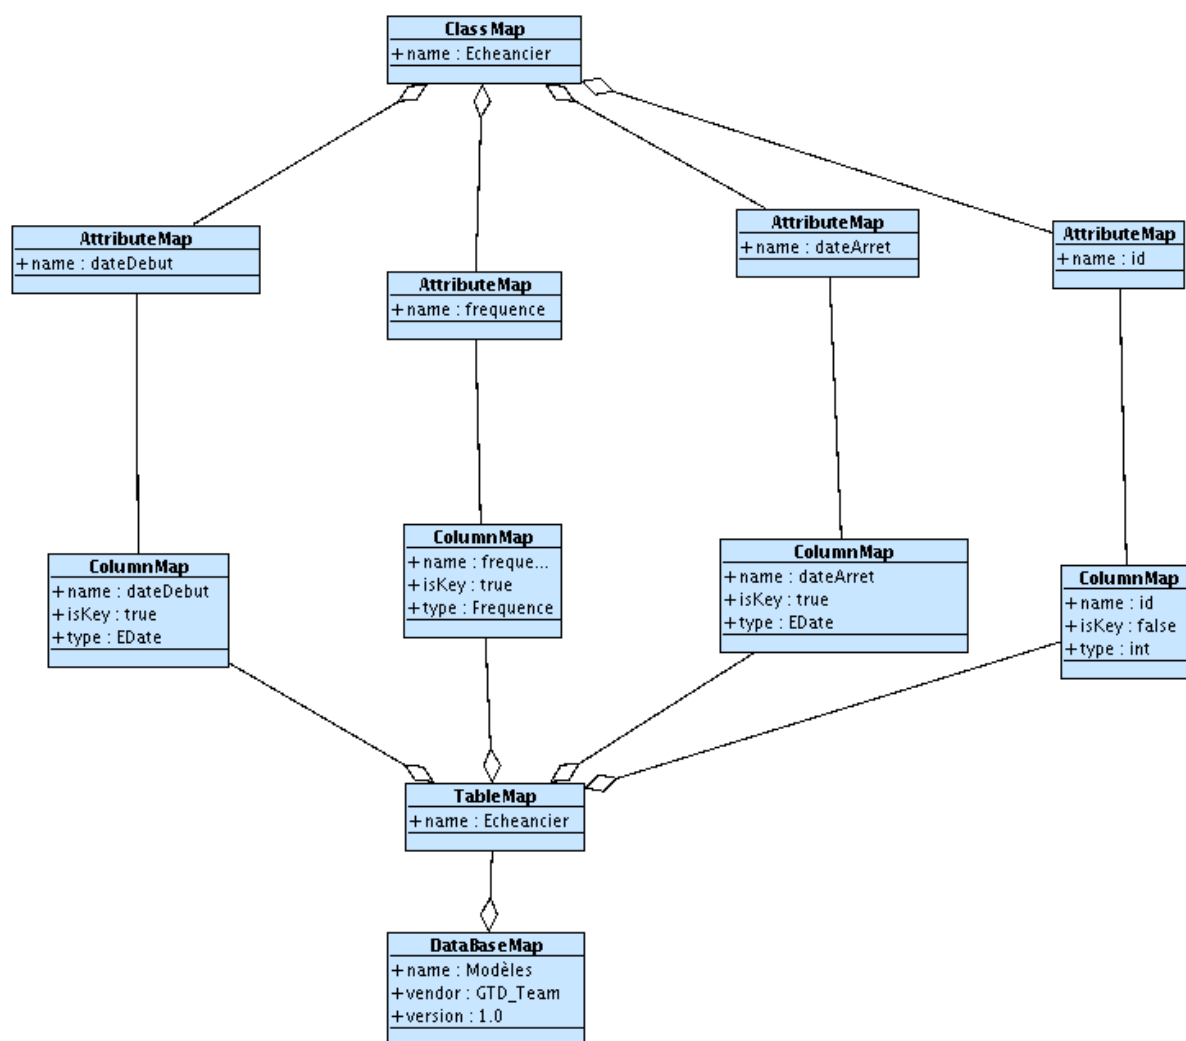 ClassMap
+ name : Echeancier
AttributeMap
+ name : dateDebut
AttributeMap
+ name : frequence
AttributeMap
+ name : dateArret
AttributeMap
+ name : id
ColumnMap
+ name : dateDebut
+ isKey : true
+ type : EDate
ColumnMap
+ name : freque...
+ isKey : true
+ type : Frequence
ColumnMap
+ name : dateArret
+ isKey : true
+ type : EDate
ColumnMap
+ name : id
+ isKey : false
+ type : int
TableMap
+ name : Echeancier
DataBaseMap
+ name : Modèles
+ vendor : GTD_Team
+ version : 1.0